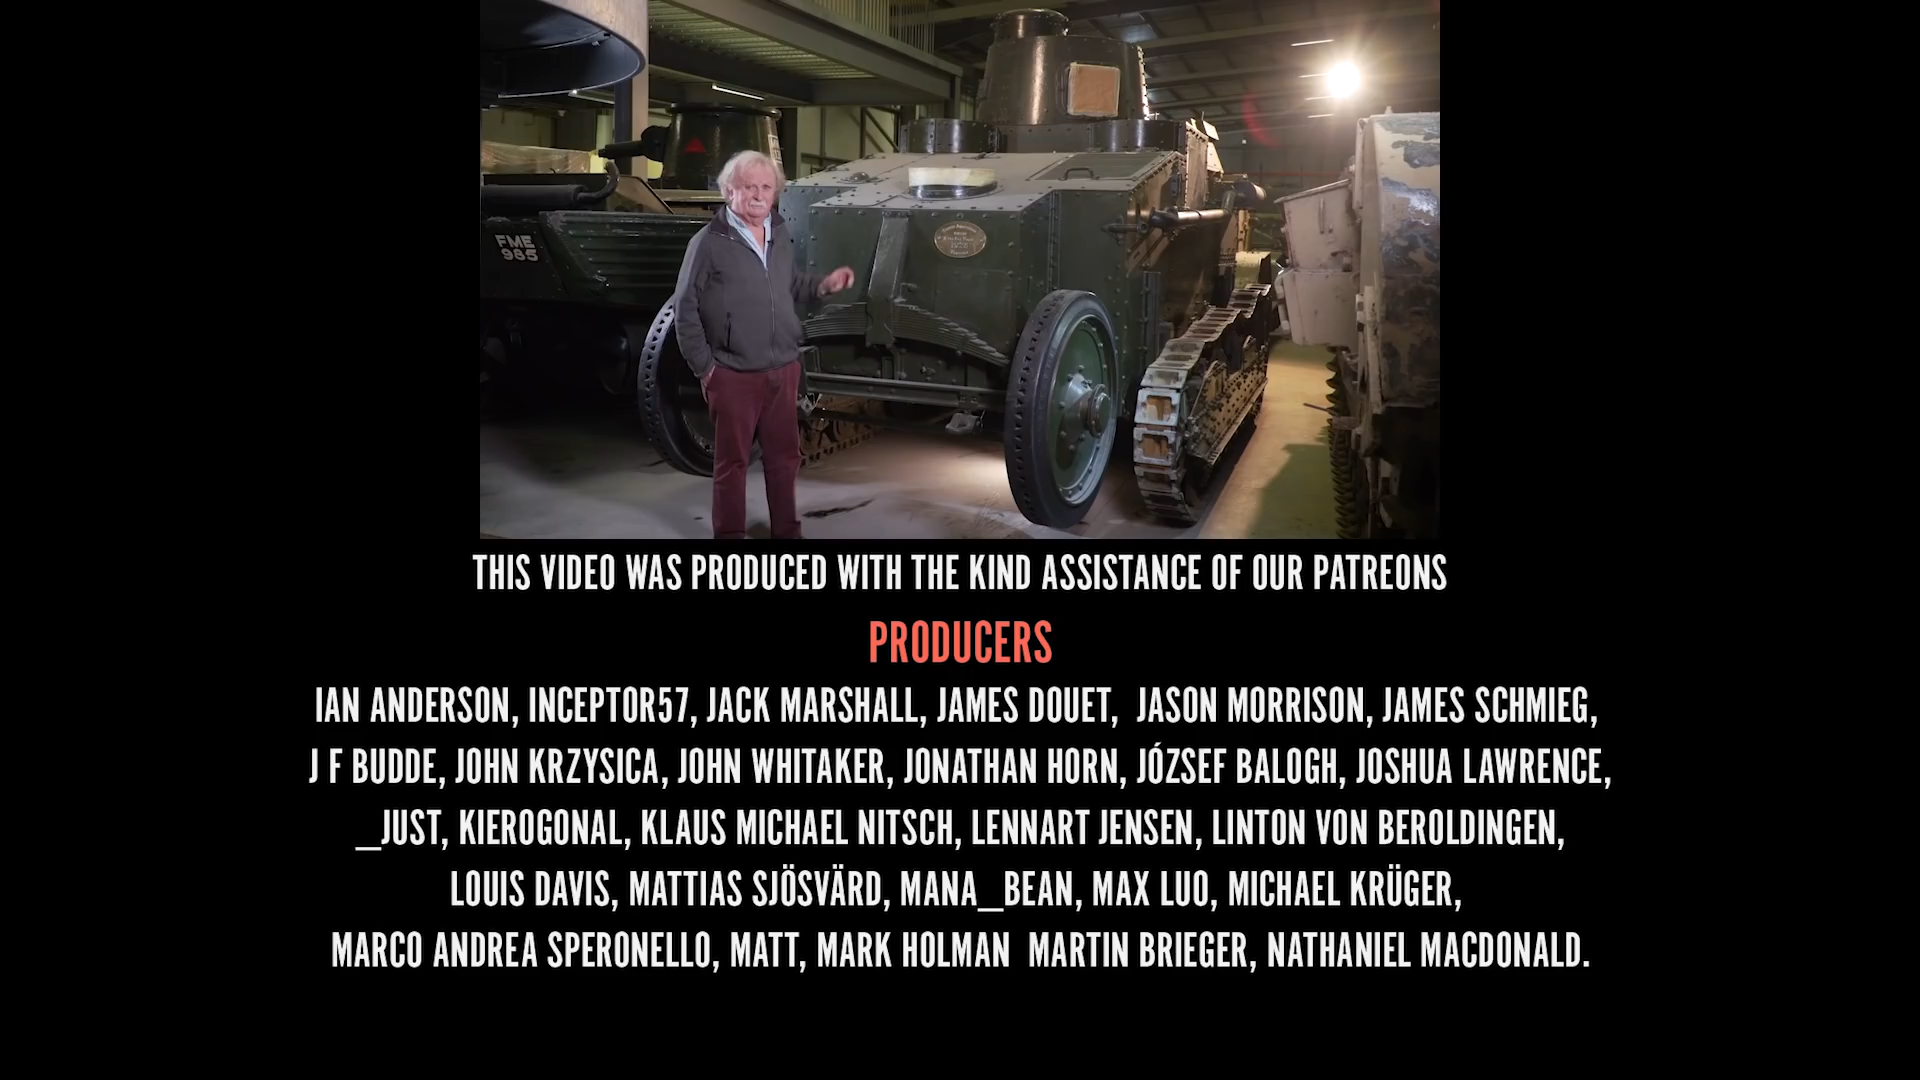 FME
985
THIS VIDEO WAS PRODUCED WITH THE KIND ASSISTANCE OF OUR PATREONS
PRODUCERS
IAN ANDERSON, INCEPTOR57, JACK MARSHALL, JAMES DOUET, JASON MORRISON, JAMES SCHMIEG,
J F BUDDE, JOHN KRZYSICA, JOHN WHITAKER, JONATHAN HORN, JÓZSEF BALOGH, JOSHUA LAWRENCE,
_JUST, KIEROGONAL, KLAUS MICHAEL NITSCH, LENNART JENSEN, LINTON VON BEROLDINGEN,
LOUIS DAVIS, MATTIAS SJÖSVÄRD, MANA_BEAN, MAX LUO, MICHAEL KRÜGER,
MARCO ANDREA SPERONELLO, MATT, MARK HOLMAN MARTIN BRIEGER, NATHANIEL MACDONALD.